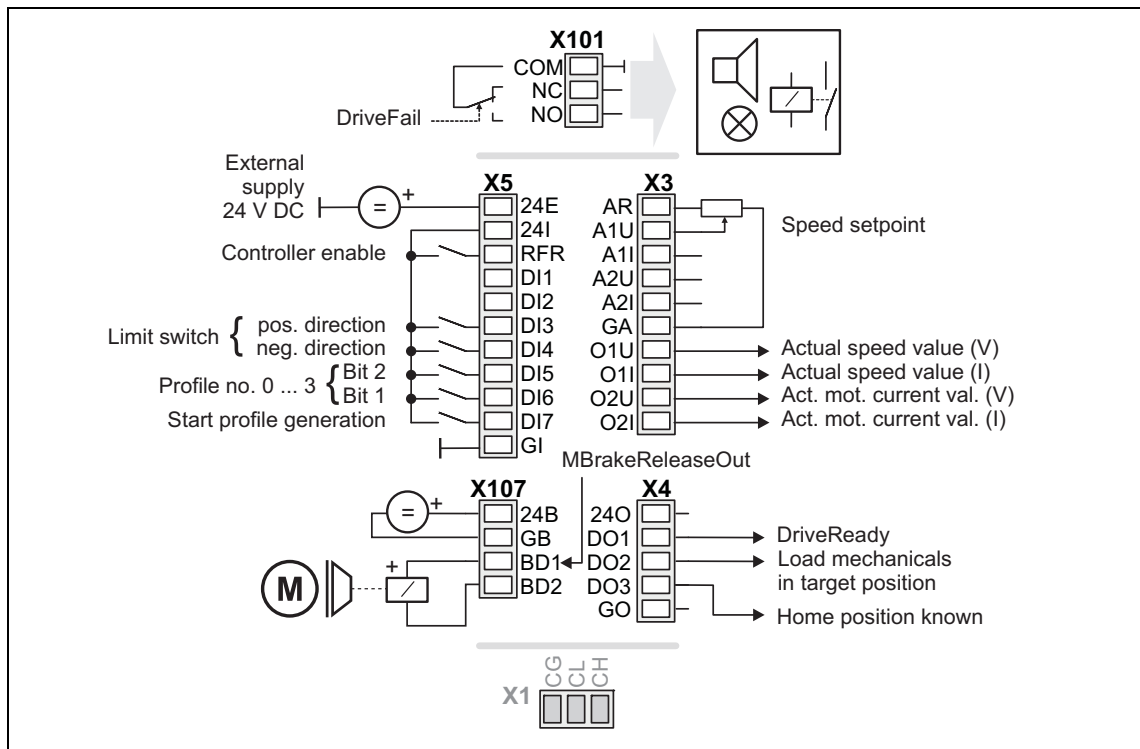 X101
COM
NC
NO
DriveFail
External
supply
24 V DC
=
+
X5
24E
24I
RFR
DI1
DI2
DI3
DI4
DI5
DI6
DI7
GI
Controller enable
Limit switch { pos. direction
neg. direction
Profile no. 0 ... 3 { Bit 2
Bit 1
Start profile generation
X3
AR
A1U
A1I
A2U
A2I
GA
O1U
O1I
O2U
O2I
Speed setpoint
Actual speed value (V)
Actual speed value (I)
Act. mot. current val. (V)
Act. mot. current val. (I)
MBrakeReleaseOut
X107
=
+
24B
GB
BD1
BD2
M
+
X4
24O
DO1
DO2
DO3
GO
DriveReady
Load mechanicals
in target position
Home position known
X1
CG
CL
CH